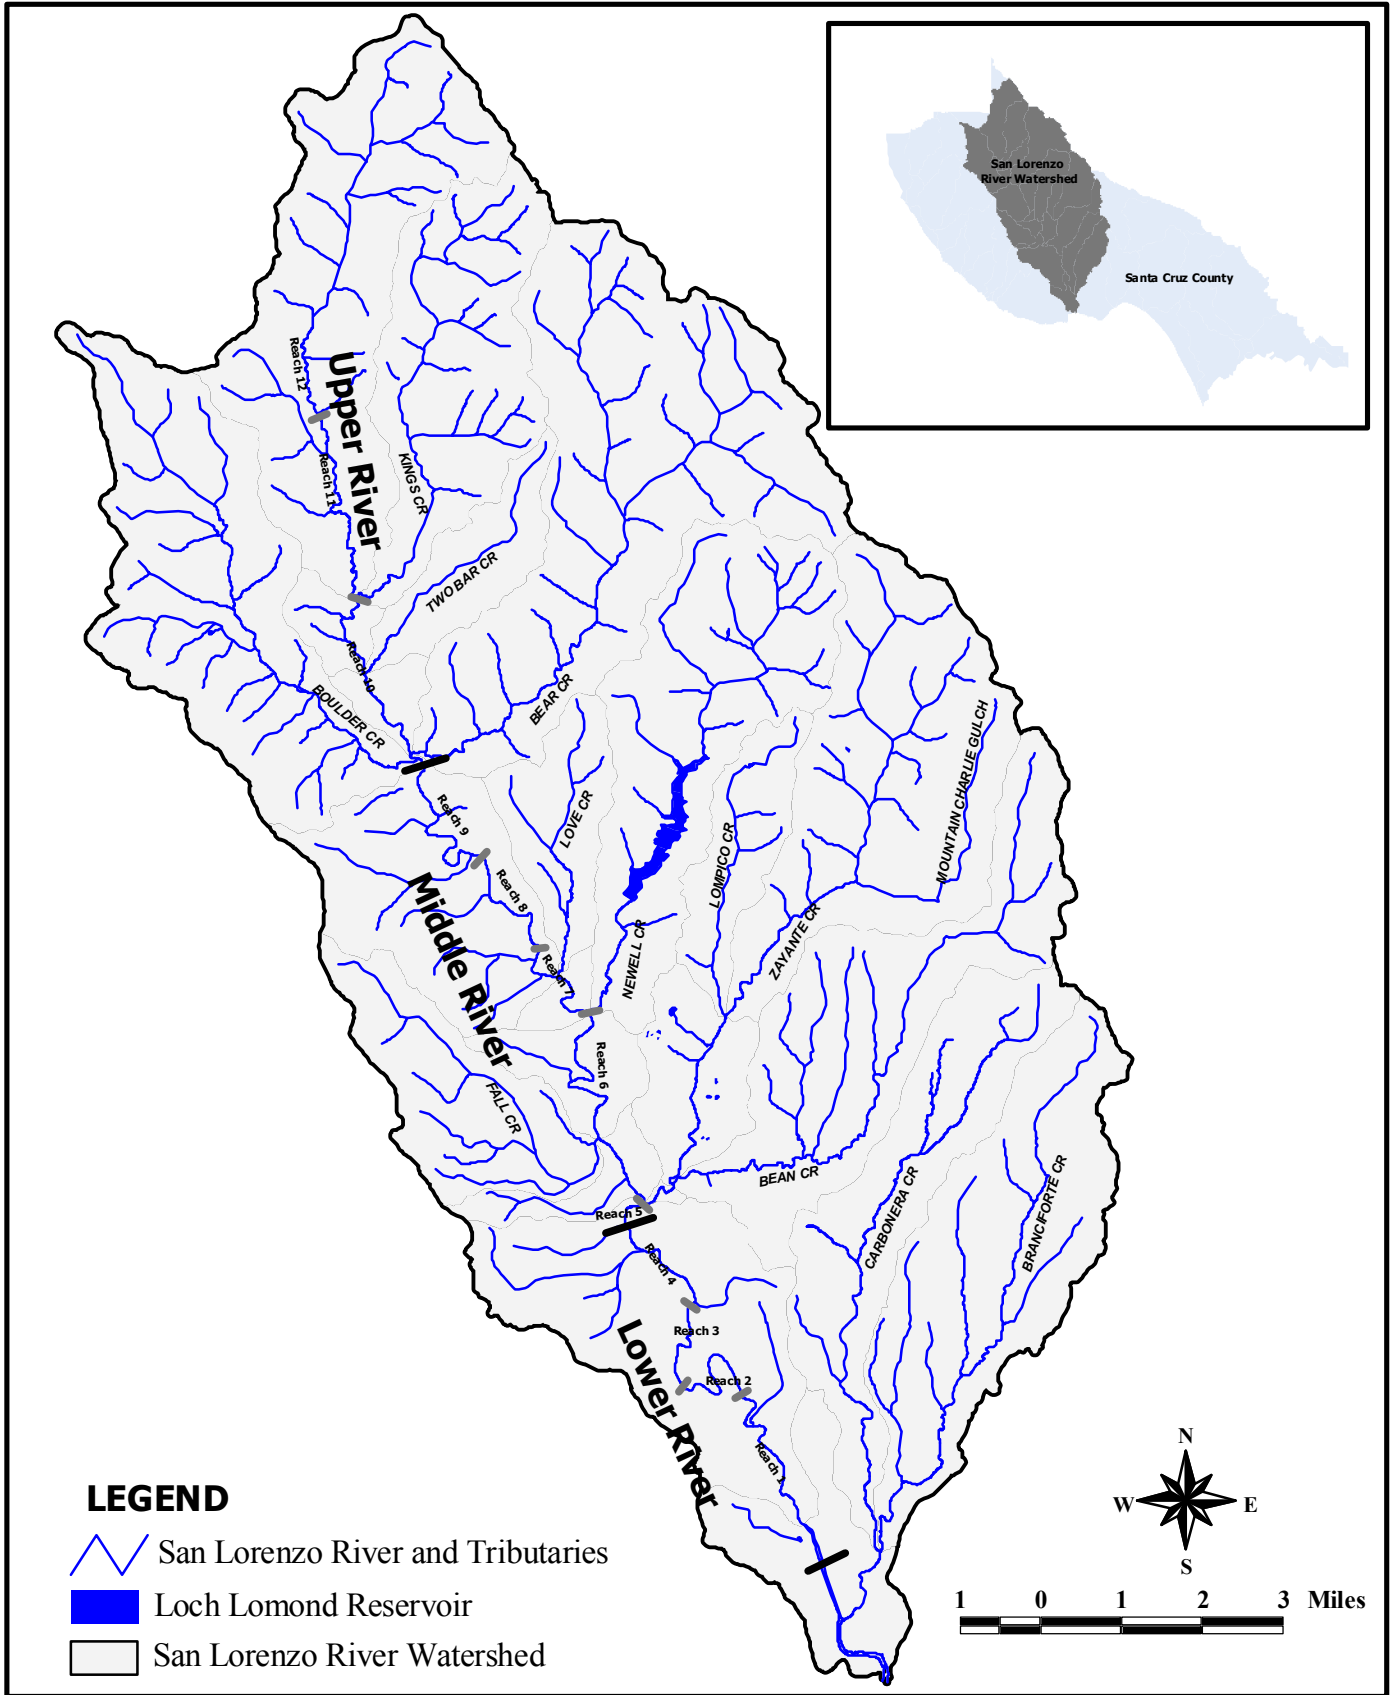 San Lorenzo
River Watershed
Santa Cruz County
Reach 12
Upper River
Reach 11
KINGS CR
TWO BAR CR
Reach 10
BOULDER CR
BEAR CR
MOUNTAIN CHARLIE GULCH
Reach 9
LOVE CR
LOMPICO CR
Reach 8
Middle River
NEWELL CR
ZAYANTE CR
Reach 7
Reach 6
FALL CR
BEAN CR
Reach 5
CARBONERA CR
BRANCIFORTE CR
Reach 4
Reach 3
Lower River
Reach 2
Reach 1
N
W
E
S
LEGEND
San Lorenzo River and Tributaries
Loch Lomond Reservoir
San Lorenzo River Watershed
1 0 1 2 3 Miles